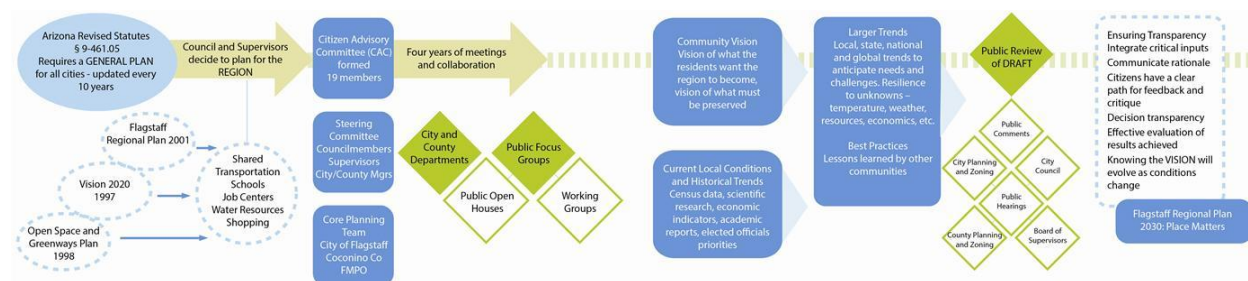 Arizona Revised Statutes
§ 9-461.05
Requires a GENERAL PLAN
for all cities - updated every
10 years
Council and Supervisors
decide to plan for the
REGION
Flagstaff
Regional Plan 2001
Vision 2020
1997
Open Space and
Greenways Plan
1998
Shared
Transportation
Schools
Job Centers
Water Resources
Shopping
Citizen Advisory
Committee (CAC)
formed
19 members
Steering
Committee
Councilmembers
Supervisors
City/County Mgrs
Core Planning
Team
City of Flagstaff
Coconino Co
FMPO
Four years of meetings
and collaboration
City and
County
Departments
Public Focus
Groups
Public Open
Houses
Working
Groups
Community Vision
Vision of what the
residents want the
region to become,
vision of what must
be preserved
Current Local Conditions
and Historical Trends
Census data, scientific
research, economic
indicators, academic
reports, elected officials
priorities
Larger Trends
Local, state, national
and global trends to
anticipate needs and
challenges. Resilience
to unknowns –
temperature, weather,
resources, economics, etc.
Best Practices
Lessons learned by other
communities
Public Review
of DRAFT
Public
Comments
City Planning
and Zoning
City
Council
Public
Hearings
County Planning
and Zoning
Board of
Supervisors
Ensuring Transparency
Integrate critical inputs
Communicate rationale
Citizens have a clear
path for feedback and
critique
Decision transparency
Effective evaluation of
results achieved
Knowing the VISION will
evolve as conditions
change
Flagstaff Regional Plan
2030: Place Matters